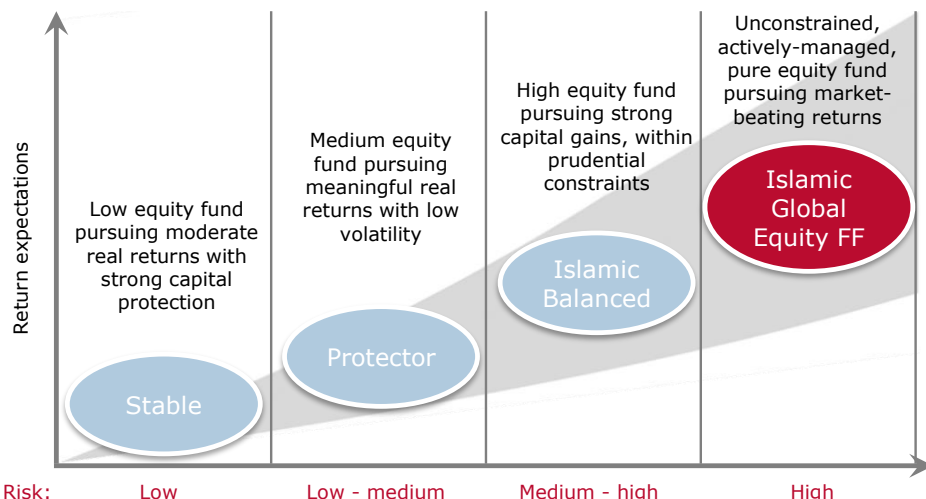 Return expectations
Low equity fund
pursuing moderate
real returns with
strong capital
protection
Stable
Medium equity
fund pursuing
meaningful real
returns with low
volatility
Protector
High equity fund
pursuing strong
capital gains, within
prudential
constraints
Islamic
Balanced
Unconstrained,
actively-managed,
pure equity fund
pursuing market-
beating returns
Islamic
Global
Equity FF
Risk: Low Low - medium Medium - high High